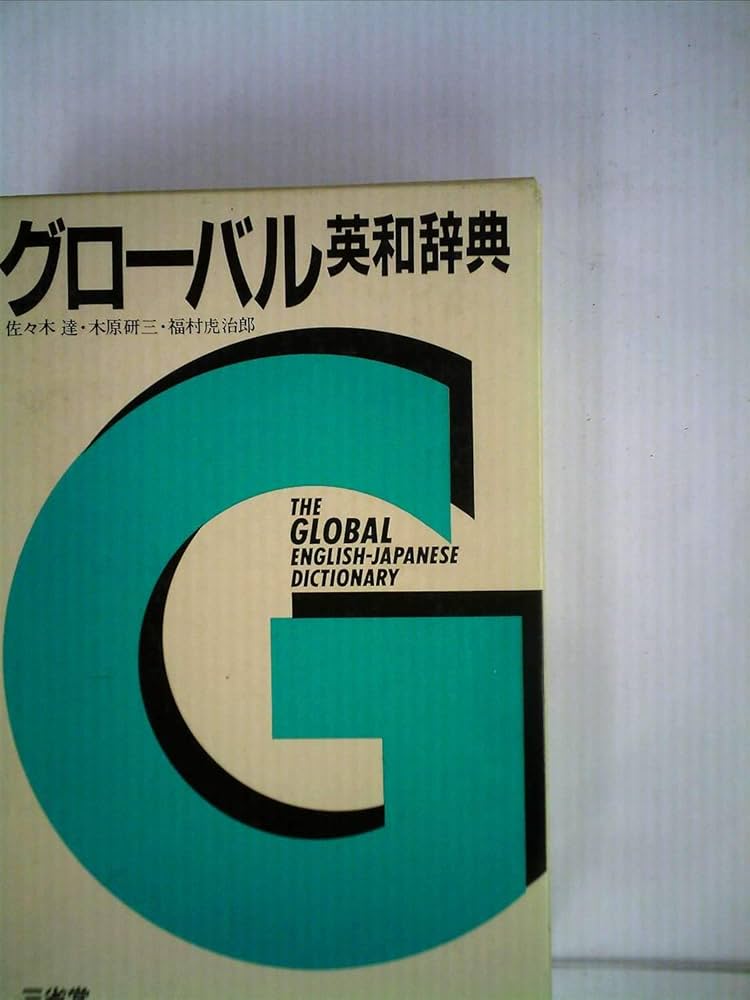 グローバル英和辞典
佐々木 達・木原研三・福村虎治郎
THE
GLOBAL
ENGLISH-JAPANESE
DICTIONARY
G